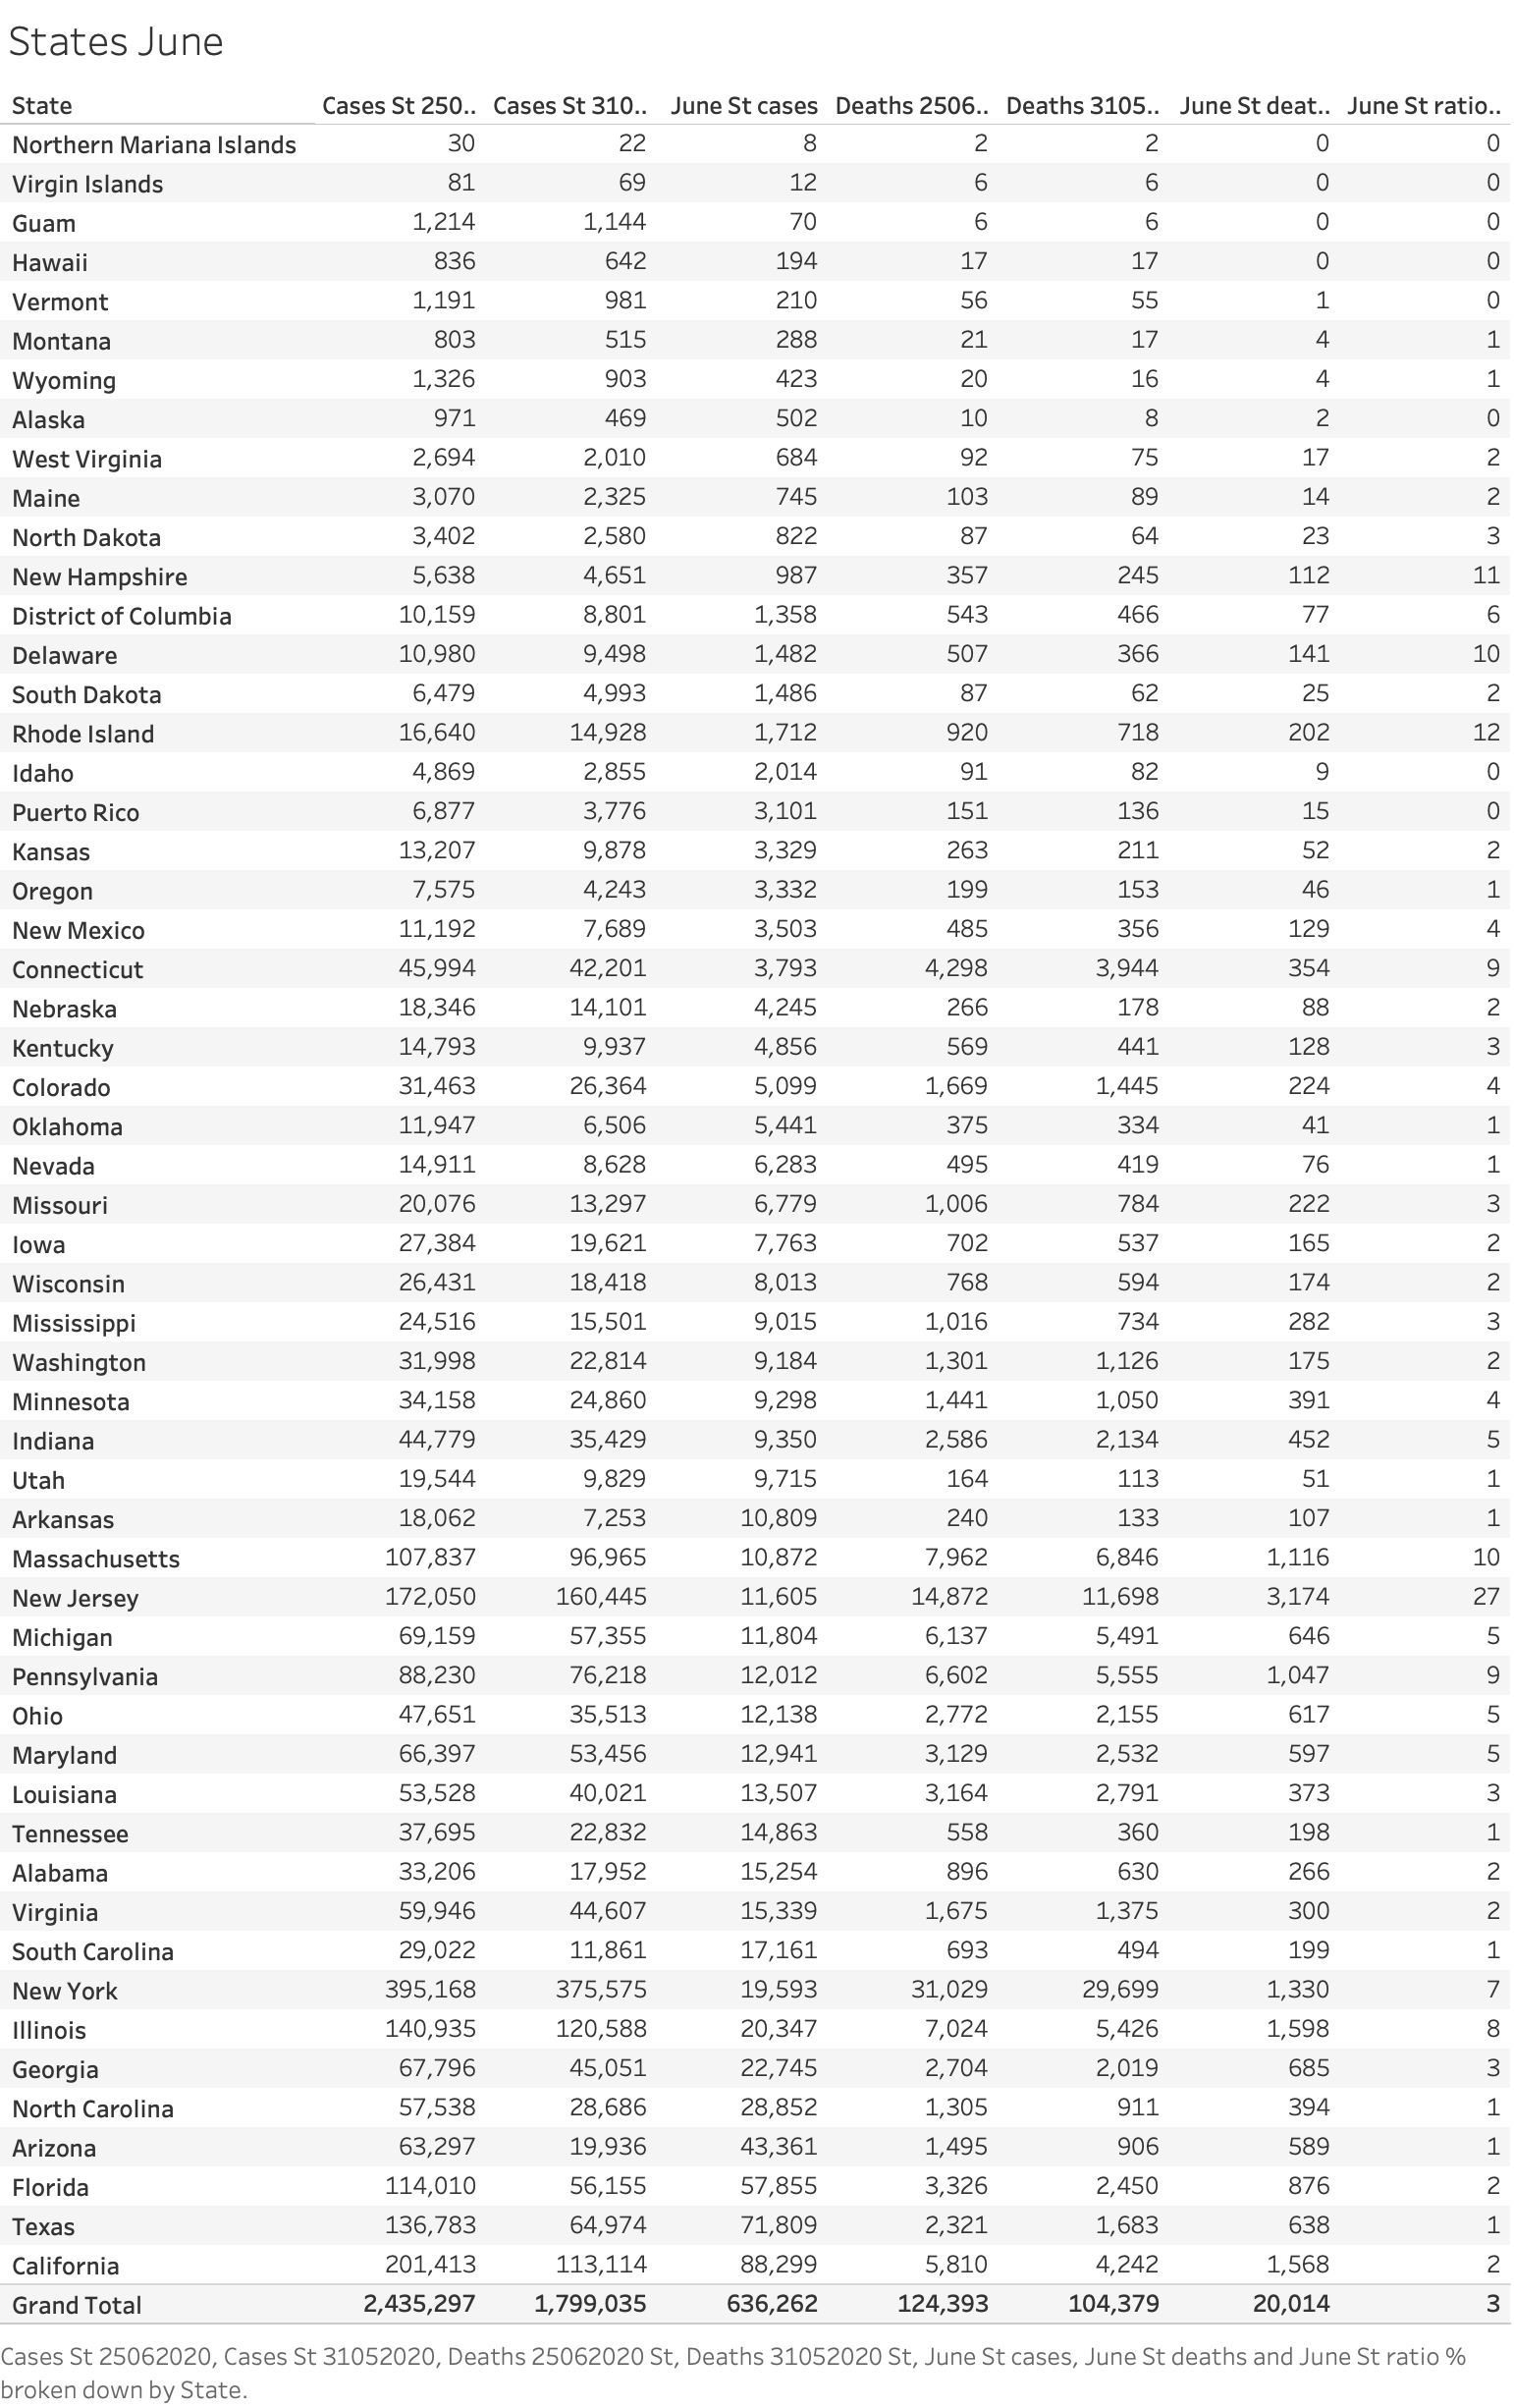 States June
State Cases St 250.. Cases St 310.. June St cases Deaths 2506.. Deaths 3105.. June St deat.. June St ratio..
Northern Mariana Islands 30 22 8 2 2 0 0
Virgin Islands 81 69 12 6 6 0 0
Guam 1,214 1,144 70 6 6 0 0
Hawaii 836 642 194 17 17 0 0
Vermont 1,191 981 210 56 55 1 0
Montana 803 515 288 21 17 4 1
Wyoming 1,326 903 423 20 16 4 1
Alaska 971 469 502 10 8 2 0
West Virginia 2,694 2,010 684 92 75 17 2
Maine 3,070 2,325 745 103 89 14 2
North Dakota 3,402 2,580 822 87 64 23 3
New Hampshire 5,638 4,651 987 357 245 112 11
District of Columbia 10,159 8,801 1,358 543 466 77 6
Delaware 10,980 9,498 1,482 507 366 141 10
South Dakota 6,479 4,993 1,486 87 62 25 2
Rhode Island 16,640 14,928 1,712 920 718 202 12
Idaho 4,869 2,855 2,014 91 82 9 0
Puerto Rico 6,877 3,776 3,101 151 136 15 0
Kansas 13,207 9,878 3,329 263 211 52 2
Oregon 7,575 4,243 3,332 199 153 46 1
New Mexico 11,192 7,689 3,503 485 356 129 4
Connecticut 45,994 42,201 3,793 4,298 3,944 354 9
Nebraska 18,346 14,101 4,245 266 178 88 2
Kentucky 14,793 9,937 4,856 569 441 128 3
Colorado 31,463 26,364 5,099 1,669 1,445 224 4
Oklahoma 11,947 6,506 5,441 375 334 41 1
Nevada 14,911 8,628 6,283 495 419 76 1
Missouri 20,076 13,297 6,779 1,006 784 222 3
Iowa 27,384 19,621 7,763 702 537 165 2
Wisconsin 26,431 18,418 8,013 768 594 174 2
Mississippi 24,516 15,501 9,015 1,016 734 282 3
Washington 31,998 22,814 9,184 1,301 1,126 175 2
Minnesota 34,158 24,860 9,298 1,441 1,050 391 4
Indiana 44,779 35,429 9,350 2,586 2,134 452 5
Utah 19,544 9,829 9,715 164 113 51 1
Arkansas 18,062 7,253 10,809 240 133 107 1
Massachusetts 107,837 96,965 10,872 7,962 6,846 1,116 10
New Jersey 172,050 160,445 11,605 14,872 11,698 3,174 27
Michigan 69,159 57,355 11,804 6,137 5,491 646 5
Pennsylvania 88,230 76,218 12,012 6,602 5,555 1,047 9
Ohio 47,651 35,513 12,138 2,772 2,155 617 5
Maryland 66,397 53,456 12,941 3,129 2,532 597 5
Louisiana 53,528 40,021 13,507 3,164 2,791 373 3
Tennessee 37,695 22,832 14,863 558 360 198 1
Alabama 33,206 17,952 15,254 896 630 266 2
Virginia 59,946 44,607 15,339 1,675 1,375 300 2
South Carolina 29,022 11,861 17,161 693 494 199 1
New York 395,168 375,575 19,593 31,029 29,699 1,330 7
Illinois 140,935 120,588 20,347 7,024 5,426 1,598 8
Georgia 67,796 45,051 22,745 2,704 2,019 685 3
North Carolina 57,538 28,686 28,852 1,305 911 394 1
Arizona 63,297 19,936 43,361 1,495 906 589 1
Florida 114,010 56,155 57,855 3,326 2,450 876 2
Texas 136,783 64,974 71,809 2,321 1,683 638 1
California 201,413 113,114 88,299 5,810 4,242 1,568 2
Grand Total 2,435,297 1,799,035 636,262 124,393 104,379 20,014 3
Cases St 25062020, Cases St 31052020, Deaths 25062020 St, Deaths 31052020 St, June St cases, June St deaths and June St ratio %
broken down by State.